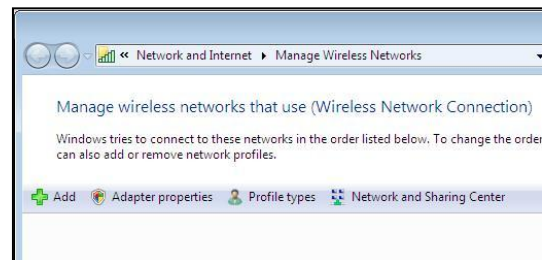 « Network and Internet ▸ Manage Wireless Networks
Manage wireless networks that use (Wireless Network Connection)
Windows tries to connect to these networks in the order listed below. To change the order
can also add or remove network profiles.
Add Adapter properties Profile types Network and Sharing Center